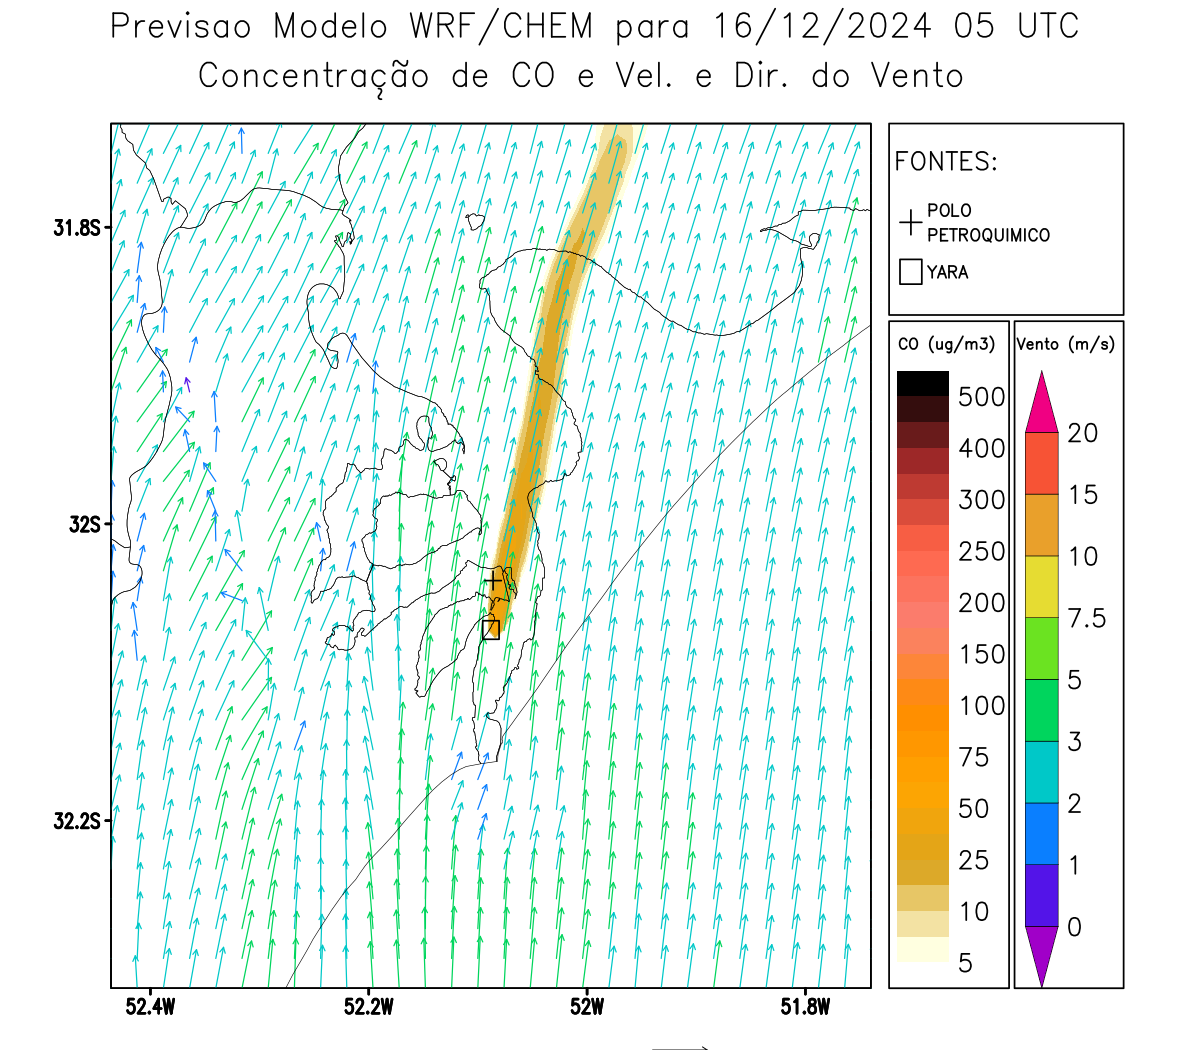 Previsao Modelo WRF/CHEM para 16/12/2024 05 UTC
Concentração de CO e Vel. e Dir. do Vento
FONTES:
POLO
PETROQUIMICO
YARA
CO (ug/m3)
500
400
300
250
200
150
100
75
50
25
10
5
Vento (m/s)
20
15
10
7.5
5
3
2
1
0
31.8S
32S
32.2S
52.4W
52.2W
52W
51.8W